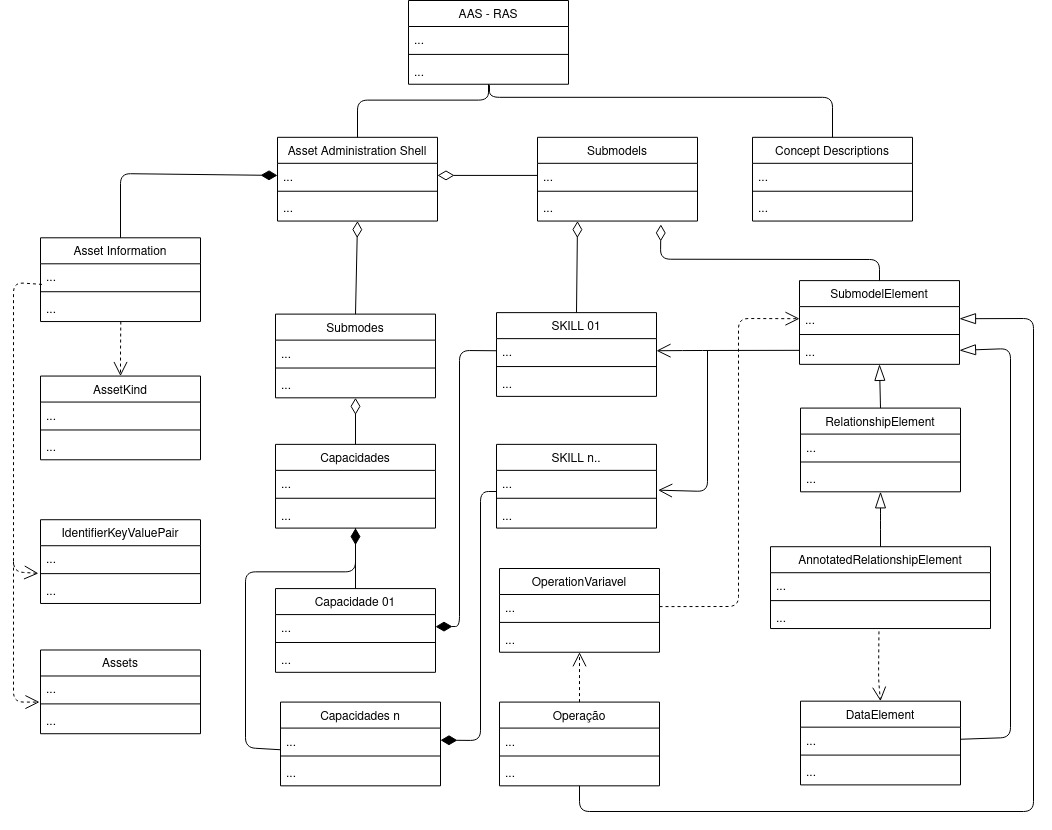 AAS - RAS
...
...
Asset Administration Shell
...
...
Submodels
...
...
Concept Descriptions
...
...
Asset Information
...
...
SubmodelElement
...
...
Submodes
...
...
SKILL 01
...
...
AssetKind
...
...
RelationshipElement
...
...
Capacidades
...
...
SKILL n..
...
...
IdentifierKeyValuePair
...
...
AnnotatedRelationshipElement
...
...
OperationVariavel
...
...
Capacidade 01
...
...
Assets
...
...
Capacidades n
...
...
Operação
...
...
DataElement
...
...